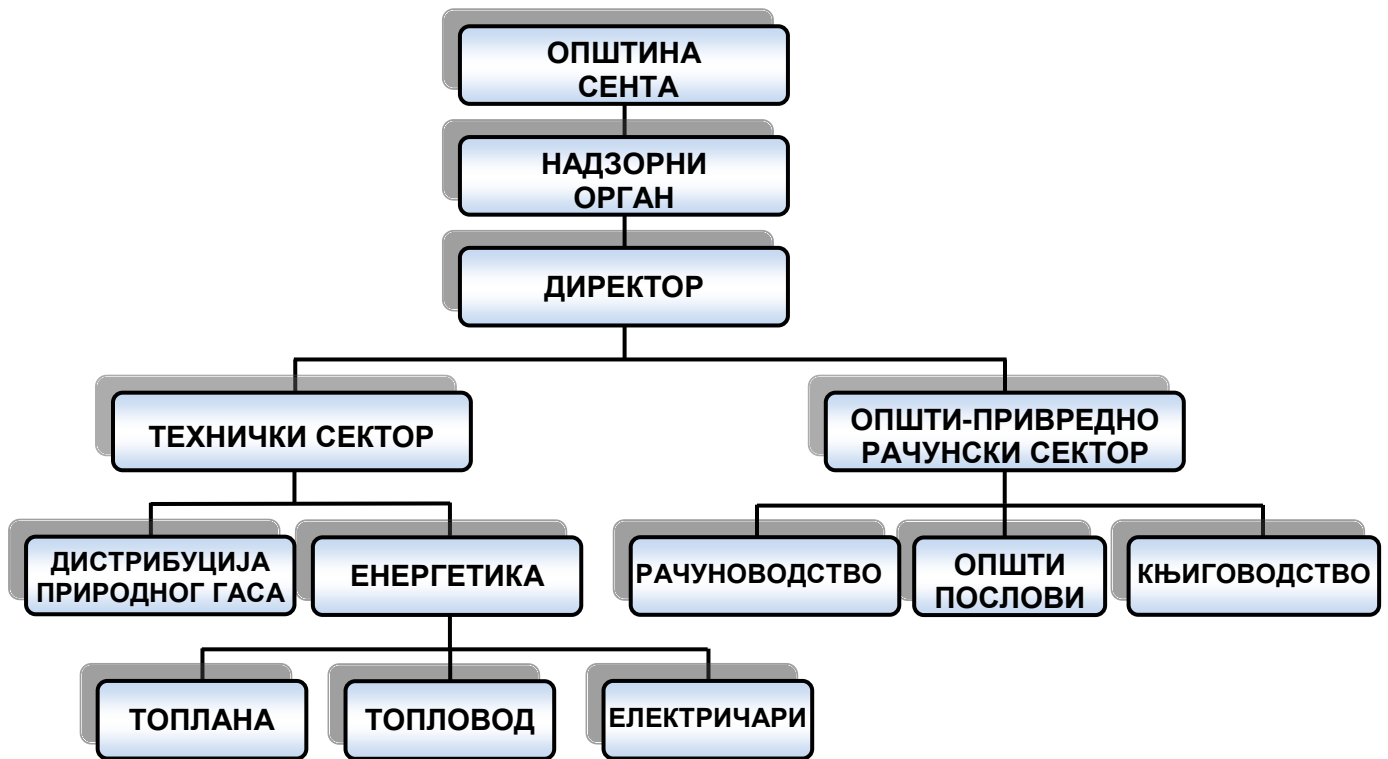 ОПШТИНА
СЕНТА
НАДЗОРНИ
ОРГАН
ДИРЕКТОР
ТЕХНИЧКИ СЕКТОР
ОПШТИ-ПРИВРЕДНО
РАЧУНСКИ СЕКТОР
ДИСТРИБУЦИЈА
ПРИРОДНОГ ГАСА
ЕНЕРГЕТИКА
РАЧУНОВОДСТВО
ОПШТИ
ПОСЛОВИ
КЊИГОВОДСТВО
ТОПЛАНА
ТОПЛОВОД
ЕЛЕКТРИЧАРИ